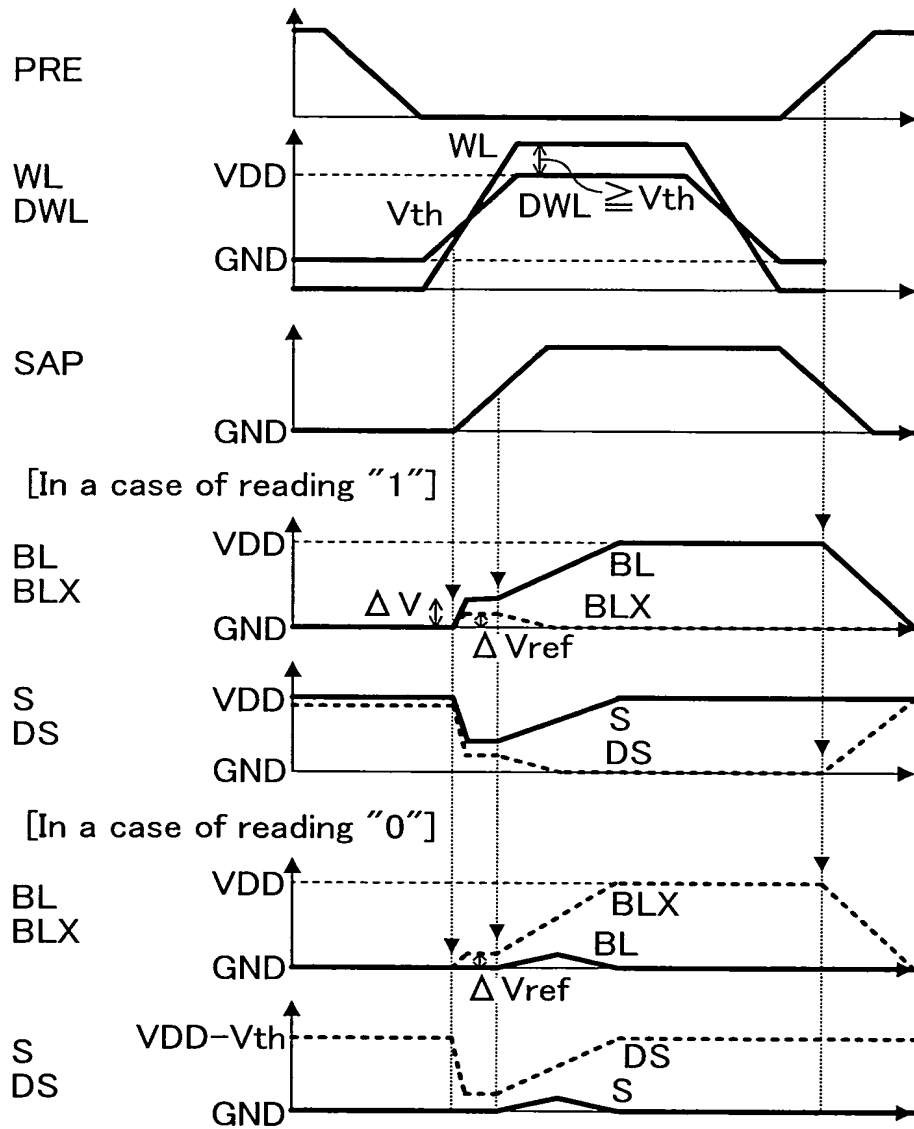 PRE
WL
VDD
WL
DWL
Vth
DWL ≧ Vth
GND
SAP
GND
[In a case of reading "1"]
VDD
BL
BLX
BL
ΔV
BLX
GND
ΔVref
S
DS
VDD
S
DS
GND
[In a case of reading "0"]
VDD
BL
BLX
BLX
BL
GND
ΔVref
VDD-Vth
S
DS
DS
S
GND